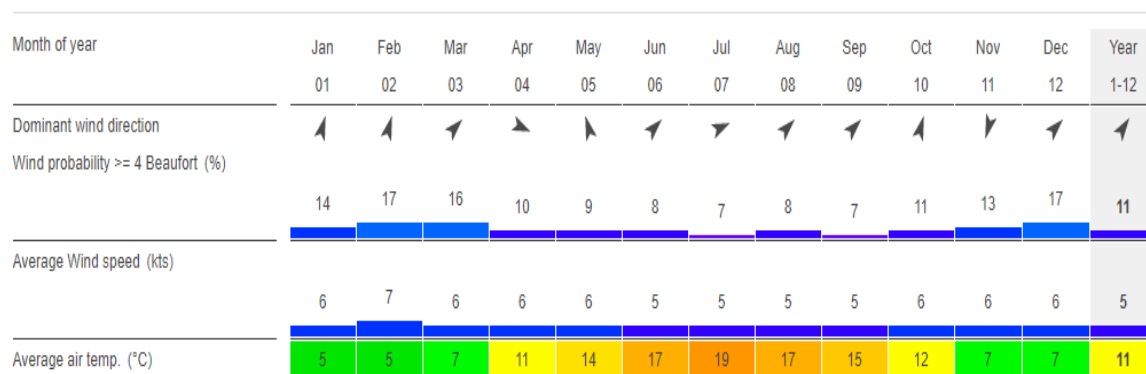 Month of year Jan Feb Mar Apr May Jun Jul Aug Sep Oct Nov Dec Year
01 02 03 04 05 06 07 08 09 10 11 12 1-12
Dominant wind direction
Wind probability >= 4 Beaufort (%)
14 17 16 10 9 8 7 8 7 11 13 17 11
Average Wind speed (kts)
6 7 6 6 6 5 5 5 5 6 6 6 5
Average air temp. (°C) 5 5 7 11 14 17 19 17 15 12 7 7 11